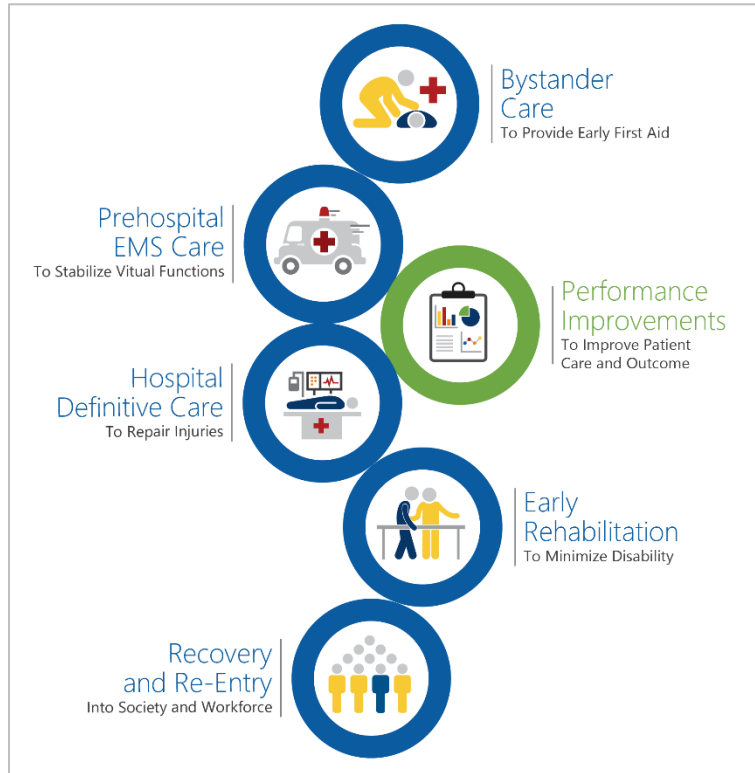 Bystander
Care
To Provide Early First Aid
Prehospital
EMS Care
To Stabilize Vitual Functions
Performance
Improvements
To Improve Patient
Care and Outcome
Hospital
Definitive Care
To Repair Injuries
Early
Rehabilitation
To Minimize Disability
Recovery
and Re-Entry
Into Society and Workforce